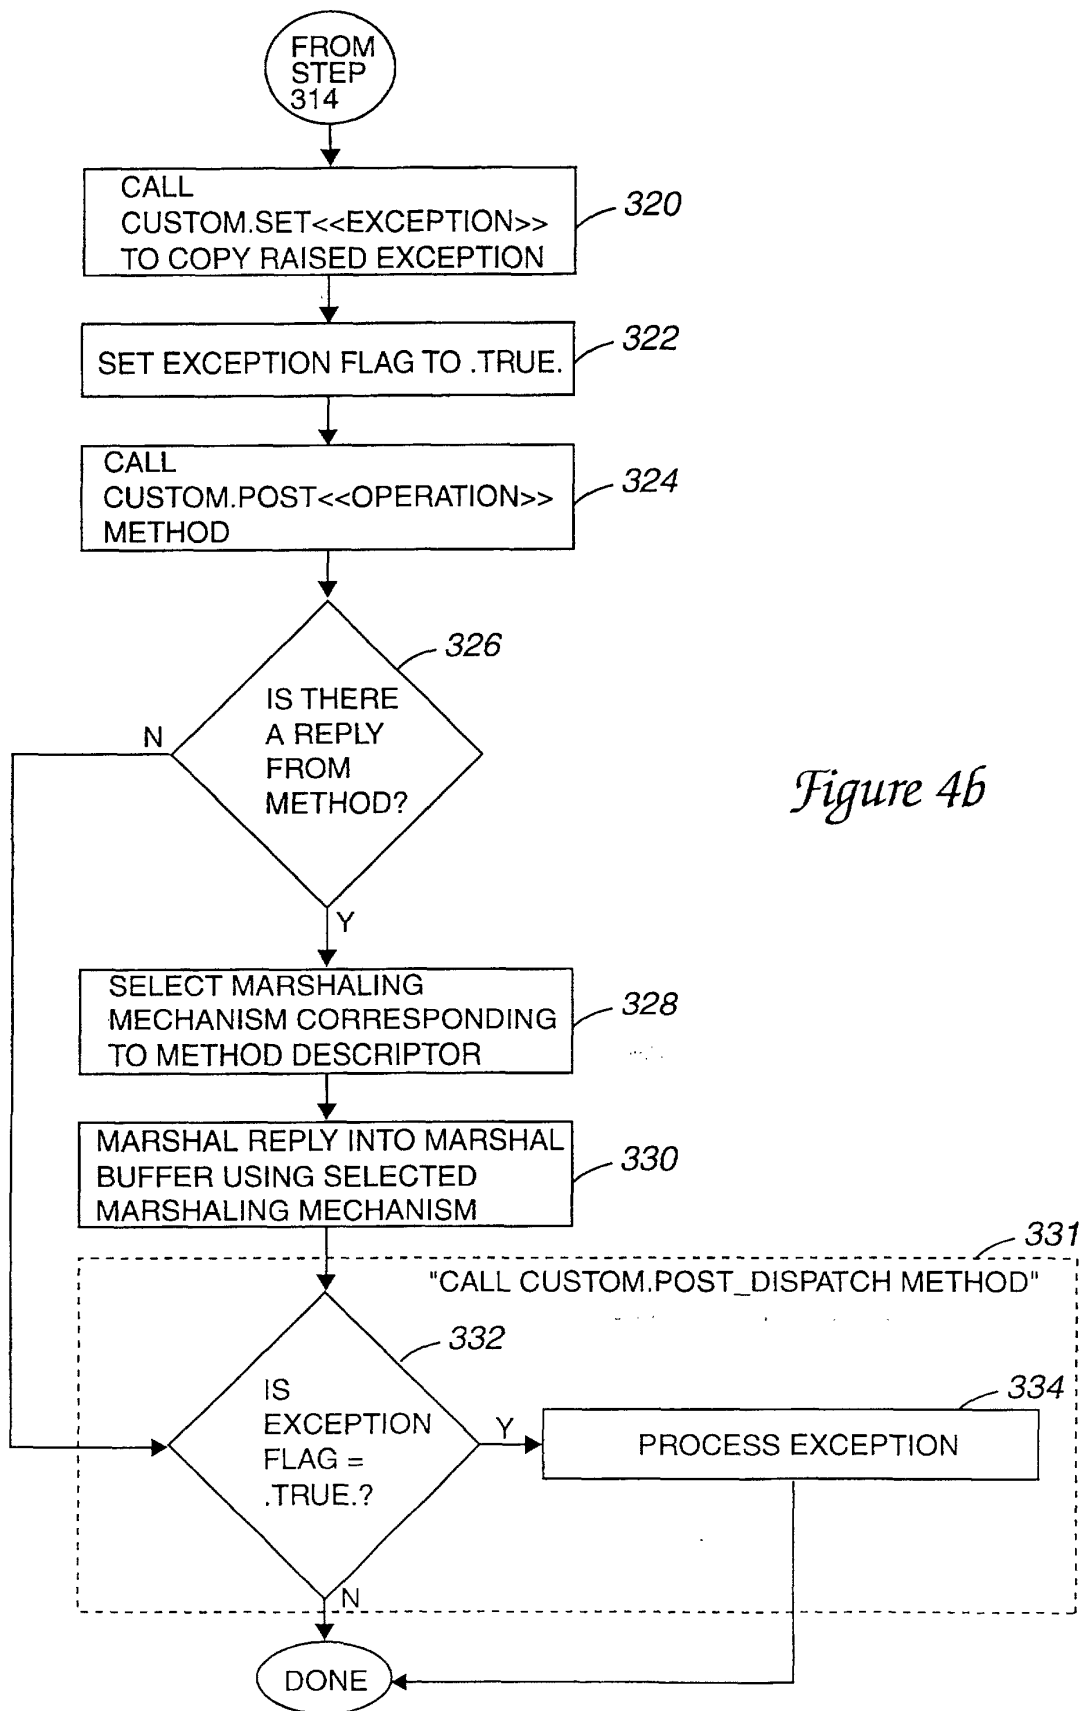 FROM
STEP
314
CALL
CUSTOM.SET<<EXCEPTION>>
TO COPY RAISED EXCEPTION
320
SET EXCEPTION FLAG TO .TRUE.
322
CALL
CUSTOM.POST<<OPERATION>>
METHOD
324
326
IS THERE
A REPLY
FROM
METHOD?
N
Y
Figure 4b
SELECT MARSHALING
MECHANISM CORRESPONDING
TO METHOD DESCRIPTOR
328
MARSHAL REPLY INTO MARSHAL
BUFFER USING SELECTED
MARSHALING MECHANISM
330
331
"CALL CUSTOM.POST_DISPATCH METHOD"
332
IS
EXCEPTION
FLAG =
.TRUE.?
Y
334
PROCESS EXCEPTION
N
DONE